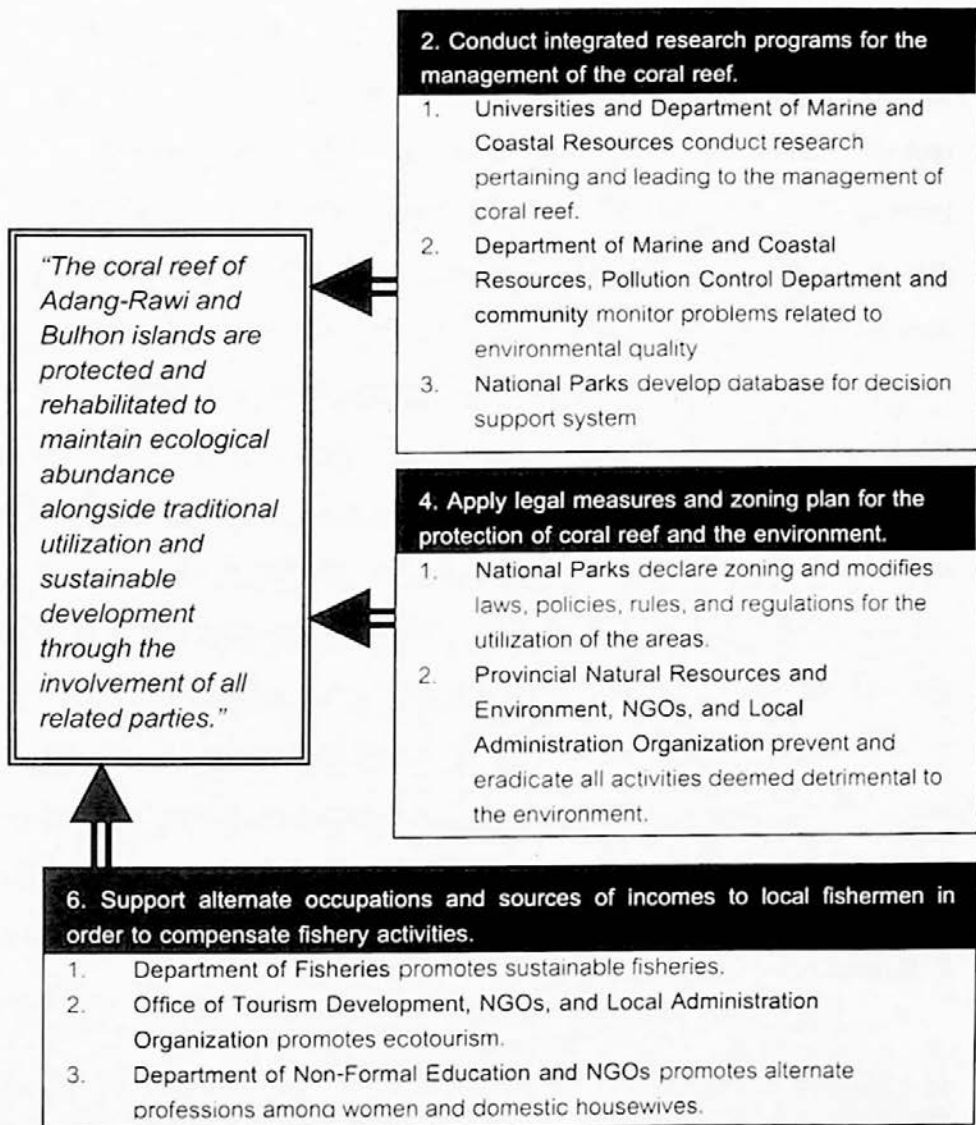 2. Conduct integrated research programs for the
management of the coral reef.
1. Universities and Department of Marine and
Coastal Resources conduct research
pertaining and leading to the management of
coral reef.
2. Department of Marine and Coastal
Resources, Pollution Control Department and
community monitor problems related to
environmental quality
3. National Parks develop database for decision
support system
"The coral reef of
Adang-Rawi and
Bulhon islands are
protected and
rehabilitated to
maintain ecological
abundance
alongside traditional
utilization and
sustainable
development
through the
involvement of all
related parties."
4. Apply legal measures and zoning plan for the
protection of coral reef and the environment.
1. National Parks declare zoning and modifies
laws, policies, rules, and regulations for the
utilization of the areas.
2. Provincial Natural Resources and
Environment, NGOs, and Local
Administration Organization prevent and
eradicate all activities deemed detrimental to
the environment.
6. Support alternate occupations and sources of incomes to local fishermen in
order to compensate fishery activities.
1. Department of Fisheries promotes sustainable fisheries.
2. Office of Tourism Development, NGOs, and Local Administration
Organization promotes ecotourism.
3. Department of Non-Formal Education and NGOs promotes alternate
professions among women and domestic housewives.